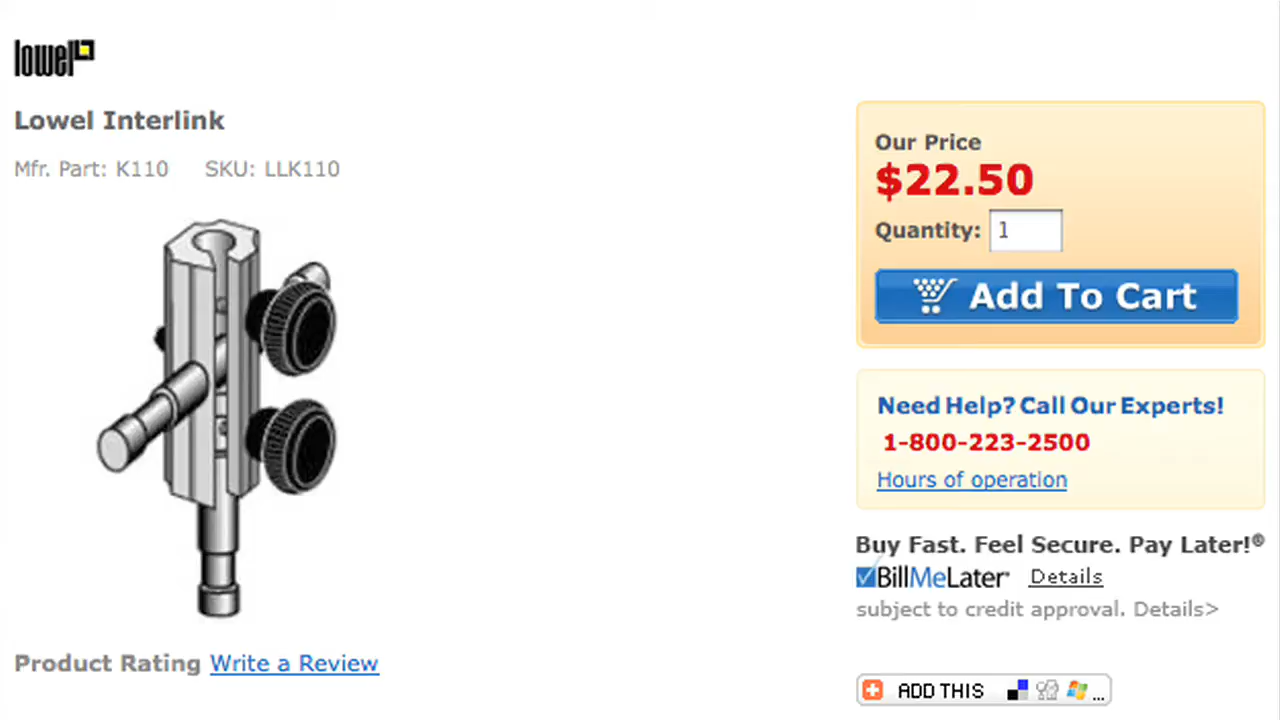 lowel
Lowel Interlink
Mfr. Part: K110 SKU: LLK110
Our Price
$22.50
Quantity: 1
Add To Cart
Need Help? Call Our Experts!
1-800-223-2500
Hours of operation
Buy Fast. Feel Secure. Pay Later!®
BillMeLater® Details
subject to credit approval. Details>
Product Rating Write a Review
ADD THIS ...